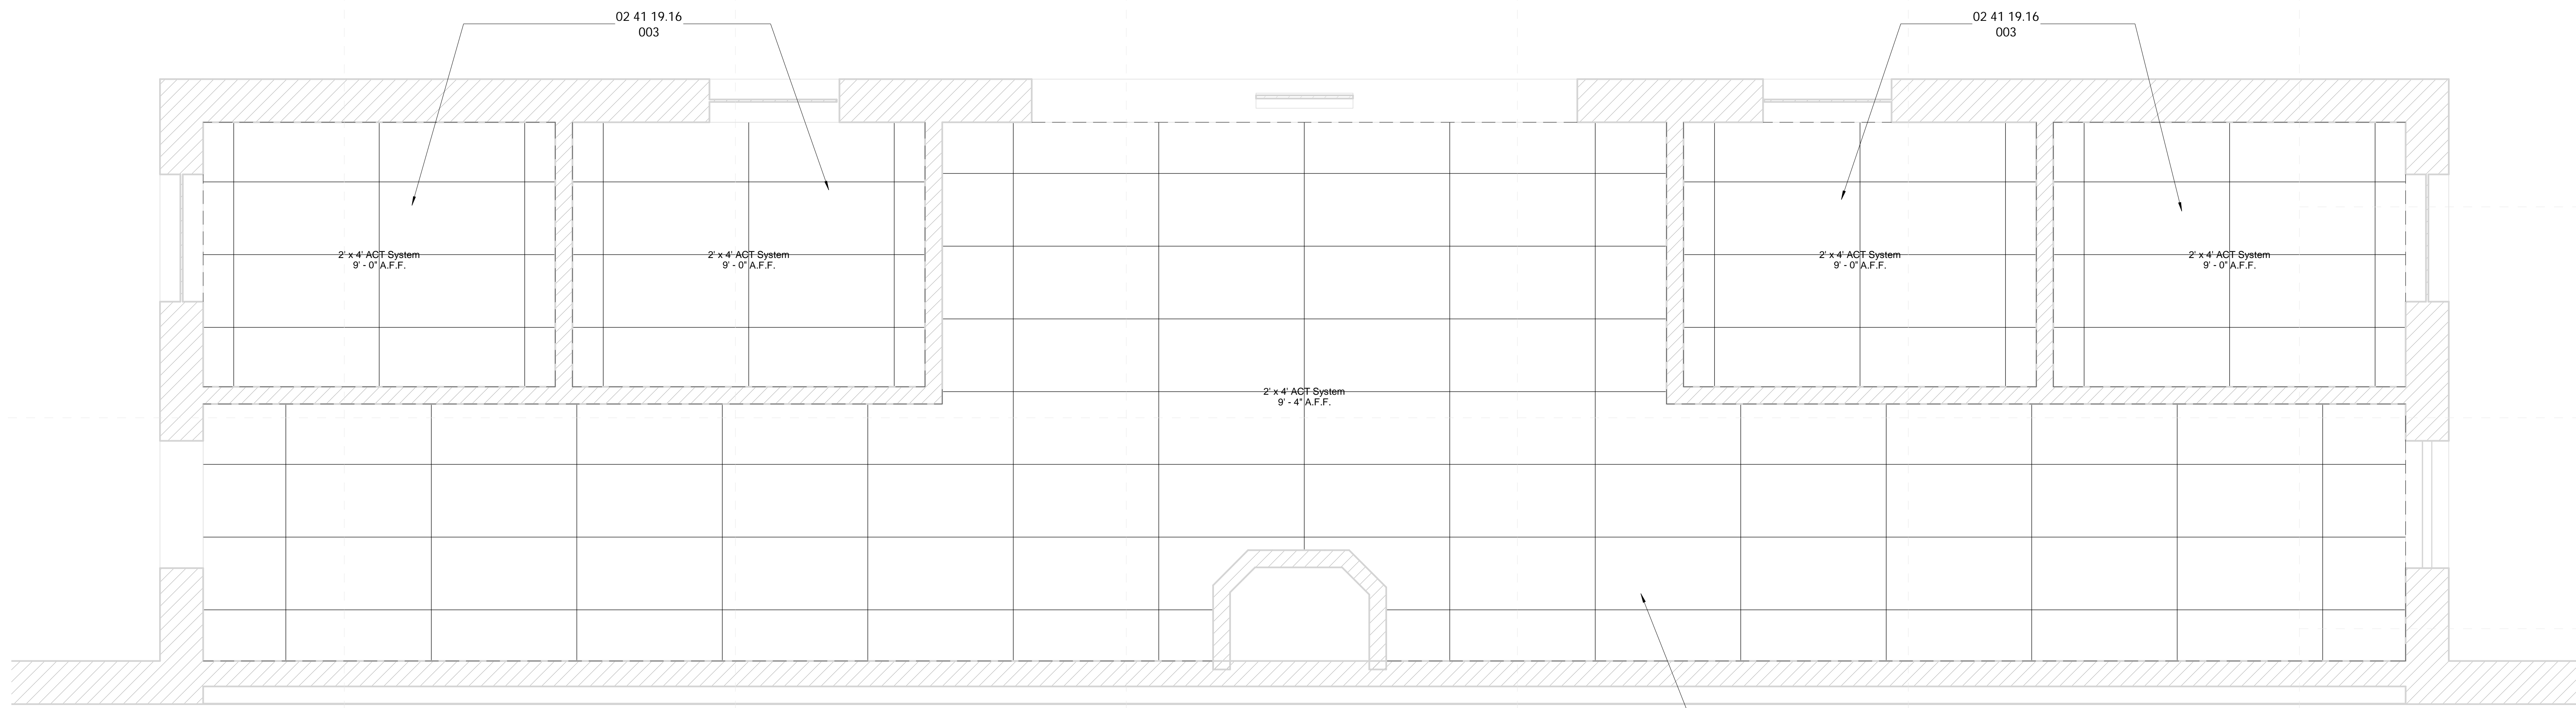 02 41 19.16
003
02 41 19.16
003
2' x 4' ACT System
9' - 0" A.F.F.
2' x 4' ACT System
9' - 0" A.F.F.
2' x 4' ACT System
9' - 0" A.F.F.
2' x 4' ACT System
9' - 0" A.F.F.
2' x 4' ACT System
9' - 4" A.F.F.